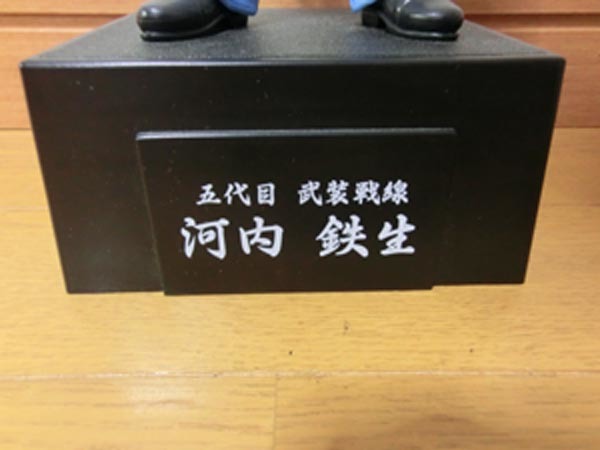 五代目 武装戦線
河内 鉄生